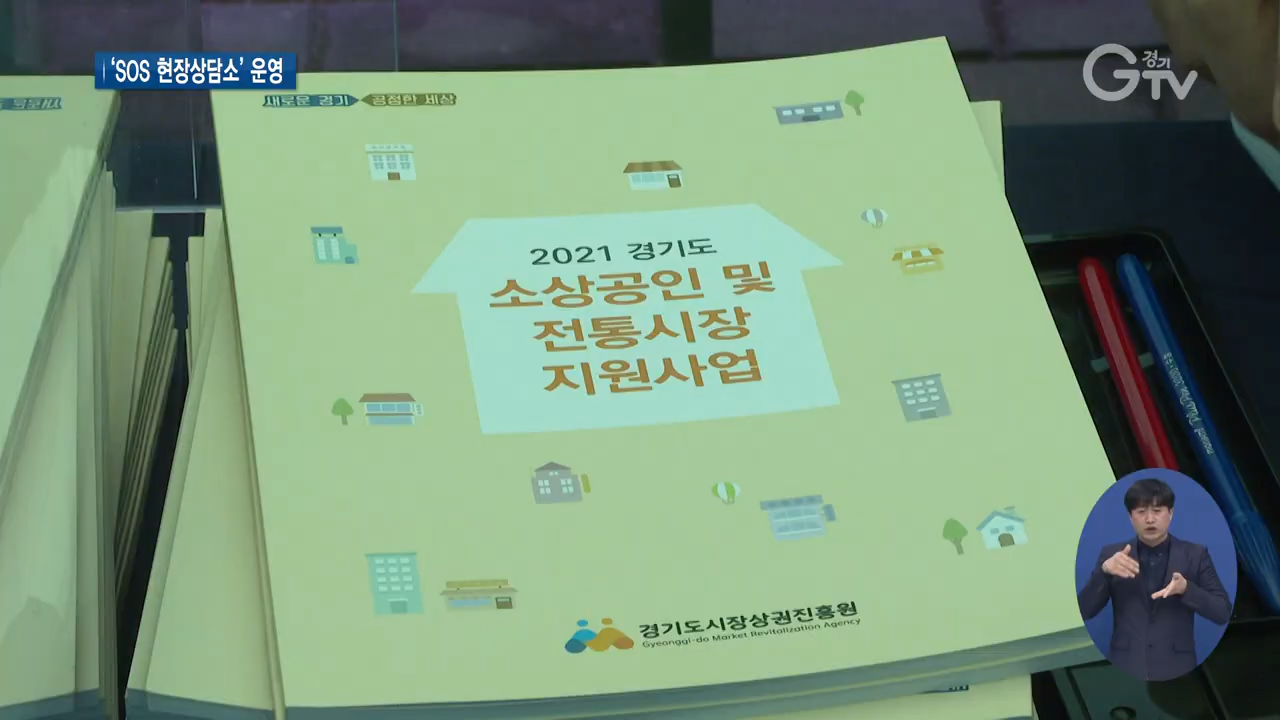 ‘SOS 현장상담소’ 운영
경기
GTV
새로운 경기 공정한 세상
2021 경기도
소상공인 및
전통시장
지원사업
경기도시장상권진흥원
Gyeonggi-do Market Revitalization Agency